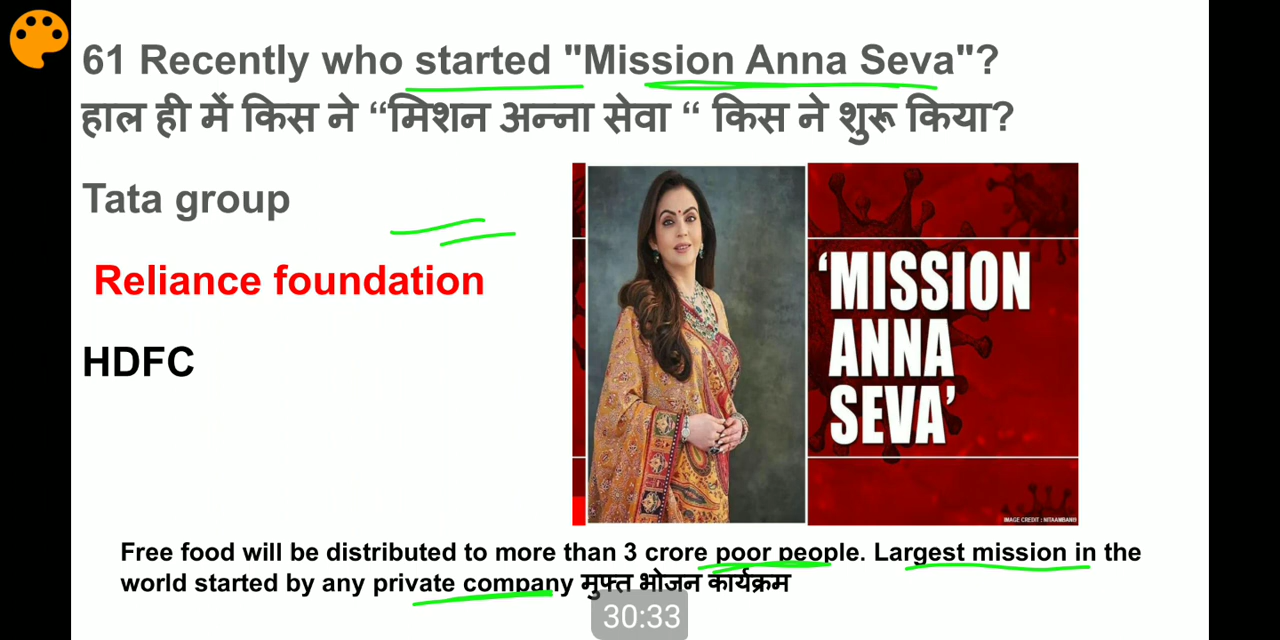 61 Recently who started "Mission Anna Seva"?
हाल ही में किस ने “मिशन अन्ना सेवा “ किस ने शुरू किया?
Tata group
Reliance foundation
HDFC
‘MISSION
ANNA
SEVA’
IMAGE CREDIT : NITAAMBANI9
Free food will be distributed to more than 3 crore poor people. Largest mission in the
world started by any private company मुफ्त भोजन कार्यक्रम
30:33